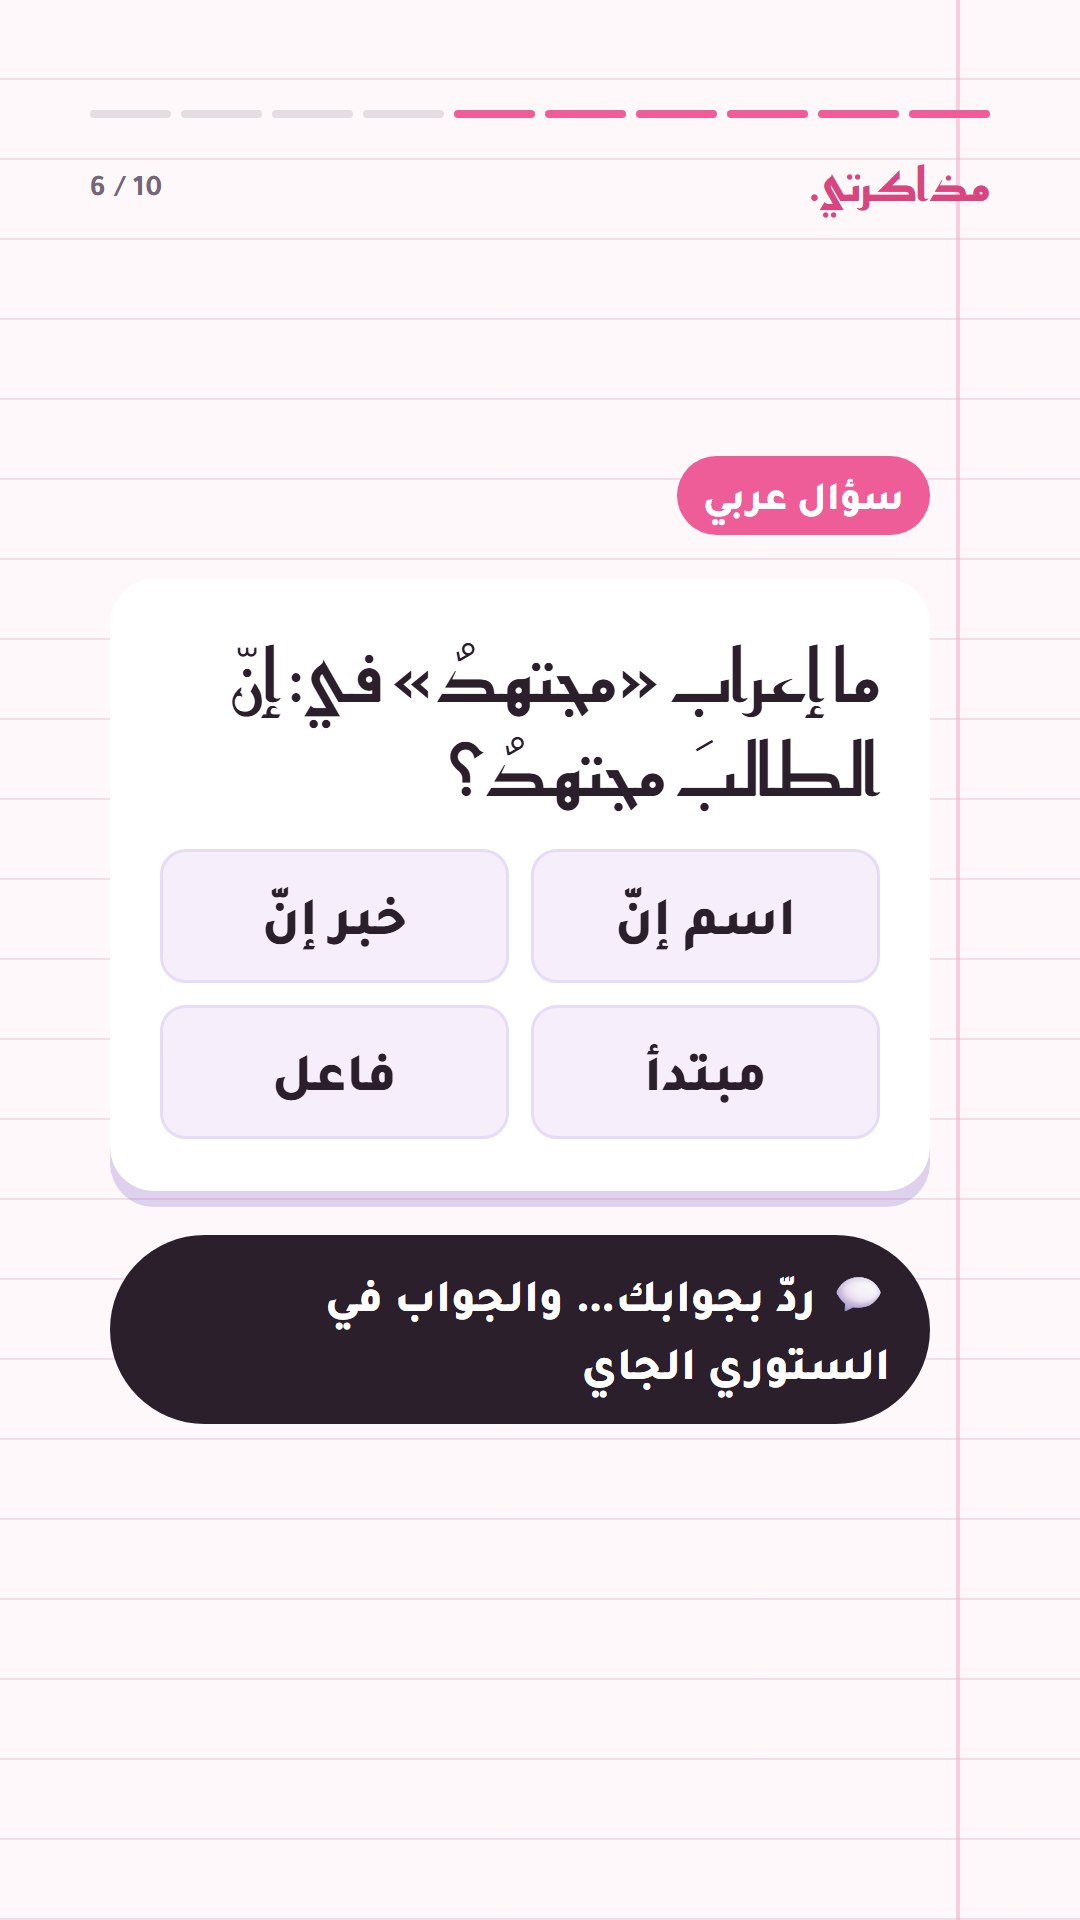 مذاكرتي.
6 / 10
سؤال عربي
ما إعراب «مجتهدٌ» في: إنّ
الطالبَ مجتهدٌ؟
اسم إنّ
خبر إنّ
مبتدأ
فاعل
💬 ردّ بجوابك... والجواب في
الستوري الجاي